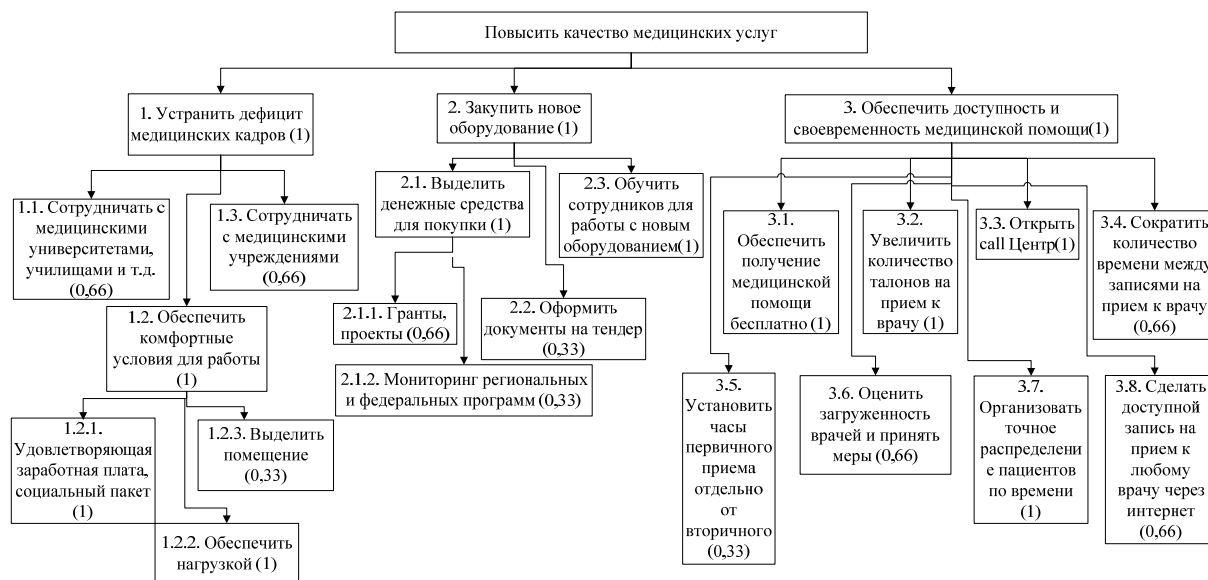 Повысить качество медицинских услуг
1. Устранить дефицит
медицинских кадров (1)
2. Закупить новое
оборудование (1)
3. Обеспечить доступность и
своевременность медицинской помощи(1)
1.1. Сотрудничать с
медицинскими
университетами,
училищами и т.д.
(0,66)
1.3. Сотрудничать
с медицинскими
учреждениями
(0,66)
1.2. Обеспечить
комфортные
условия для работы
(1)
1.2.1.
Удовлетворяющая
заработная плата,
социальный пакет
(1)
1.2.3. Выделить
помещение
(0,33)
1.2.2. Обеспечить
нагрузкой (1)
2.1. Выделить
денежные средства
для покупки (1)
2.3. Обучить
сотрудников для
работы с новым
оборудованием(1)
2.1.1. Гранты,
проекты (0,66)
2.2. Оформить
документы на тендер
(0,33)
2.1.2. Мониторинг региональных
и федеральных программ (0,33)
3.1.
Обеспечить
получение
медицинской
помощи
бесплатно (1)
3.2.
Увеличить
количество
талонов на
прием к
врачу (1)
3.3. Открыть
call Центр(1)
3.4. Сократить
количество
времени между
записями на
прием к врачу
(0,66)
3.5.
Установить
часы
первичного
приема
отдельно
от
вторичного
(0,33)
3.6. Оценить
загруженность
врачей и принять
меры (0,66)
3.7.
Организовать
точное
распределени
е пациентов
по времени
(1)
3.8. Сделать
доступной
запись на
прием к
любому
врачу через
интернет
(0,66)